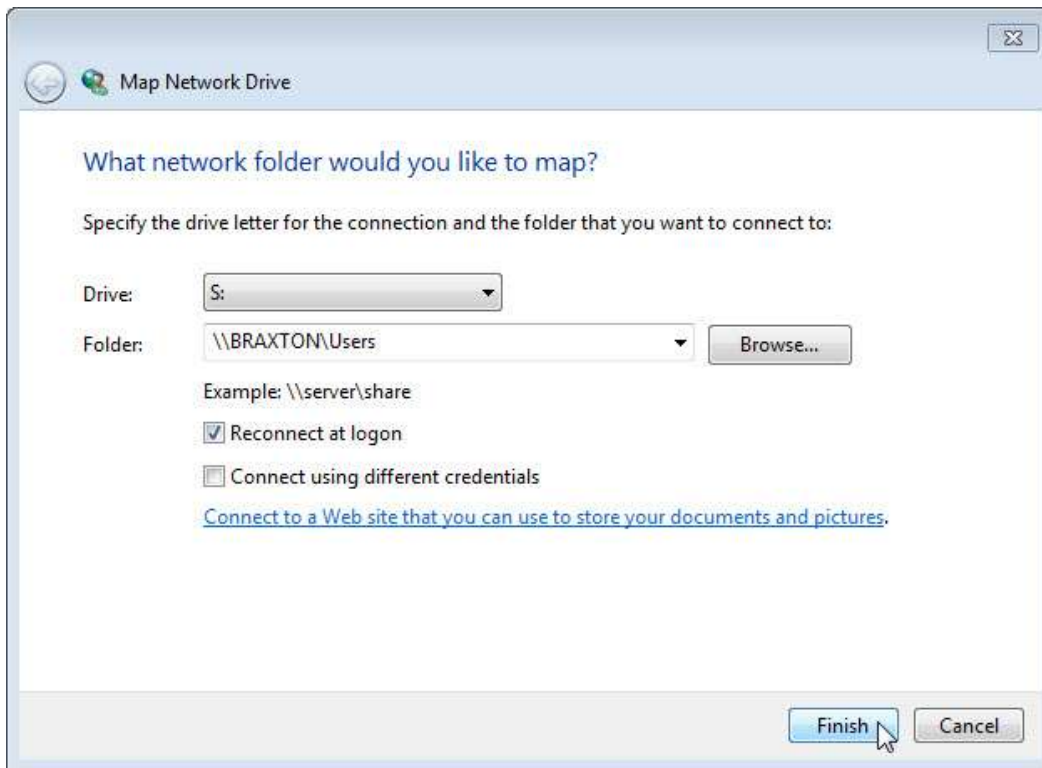 Map Network Drive
What network folder would you like to map?
Specify the drive letter for the connection and the folder that you want to connect to:
Drive: S:
Folder: \\BRAXTON\Users Browse...
Example: \\server\share
Reconnect at logon
Connect using different credentials
Connect to a Web site that you can use to store your documents and pictures.
Finish Cancel